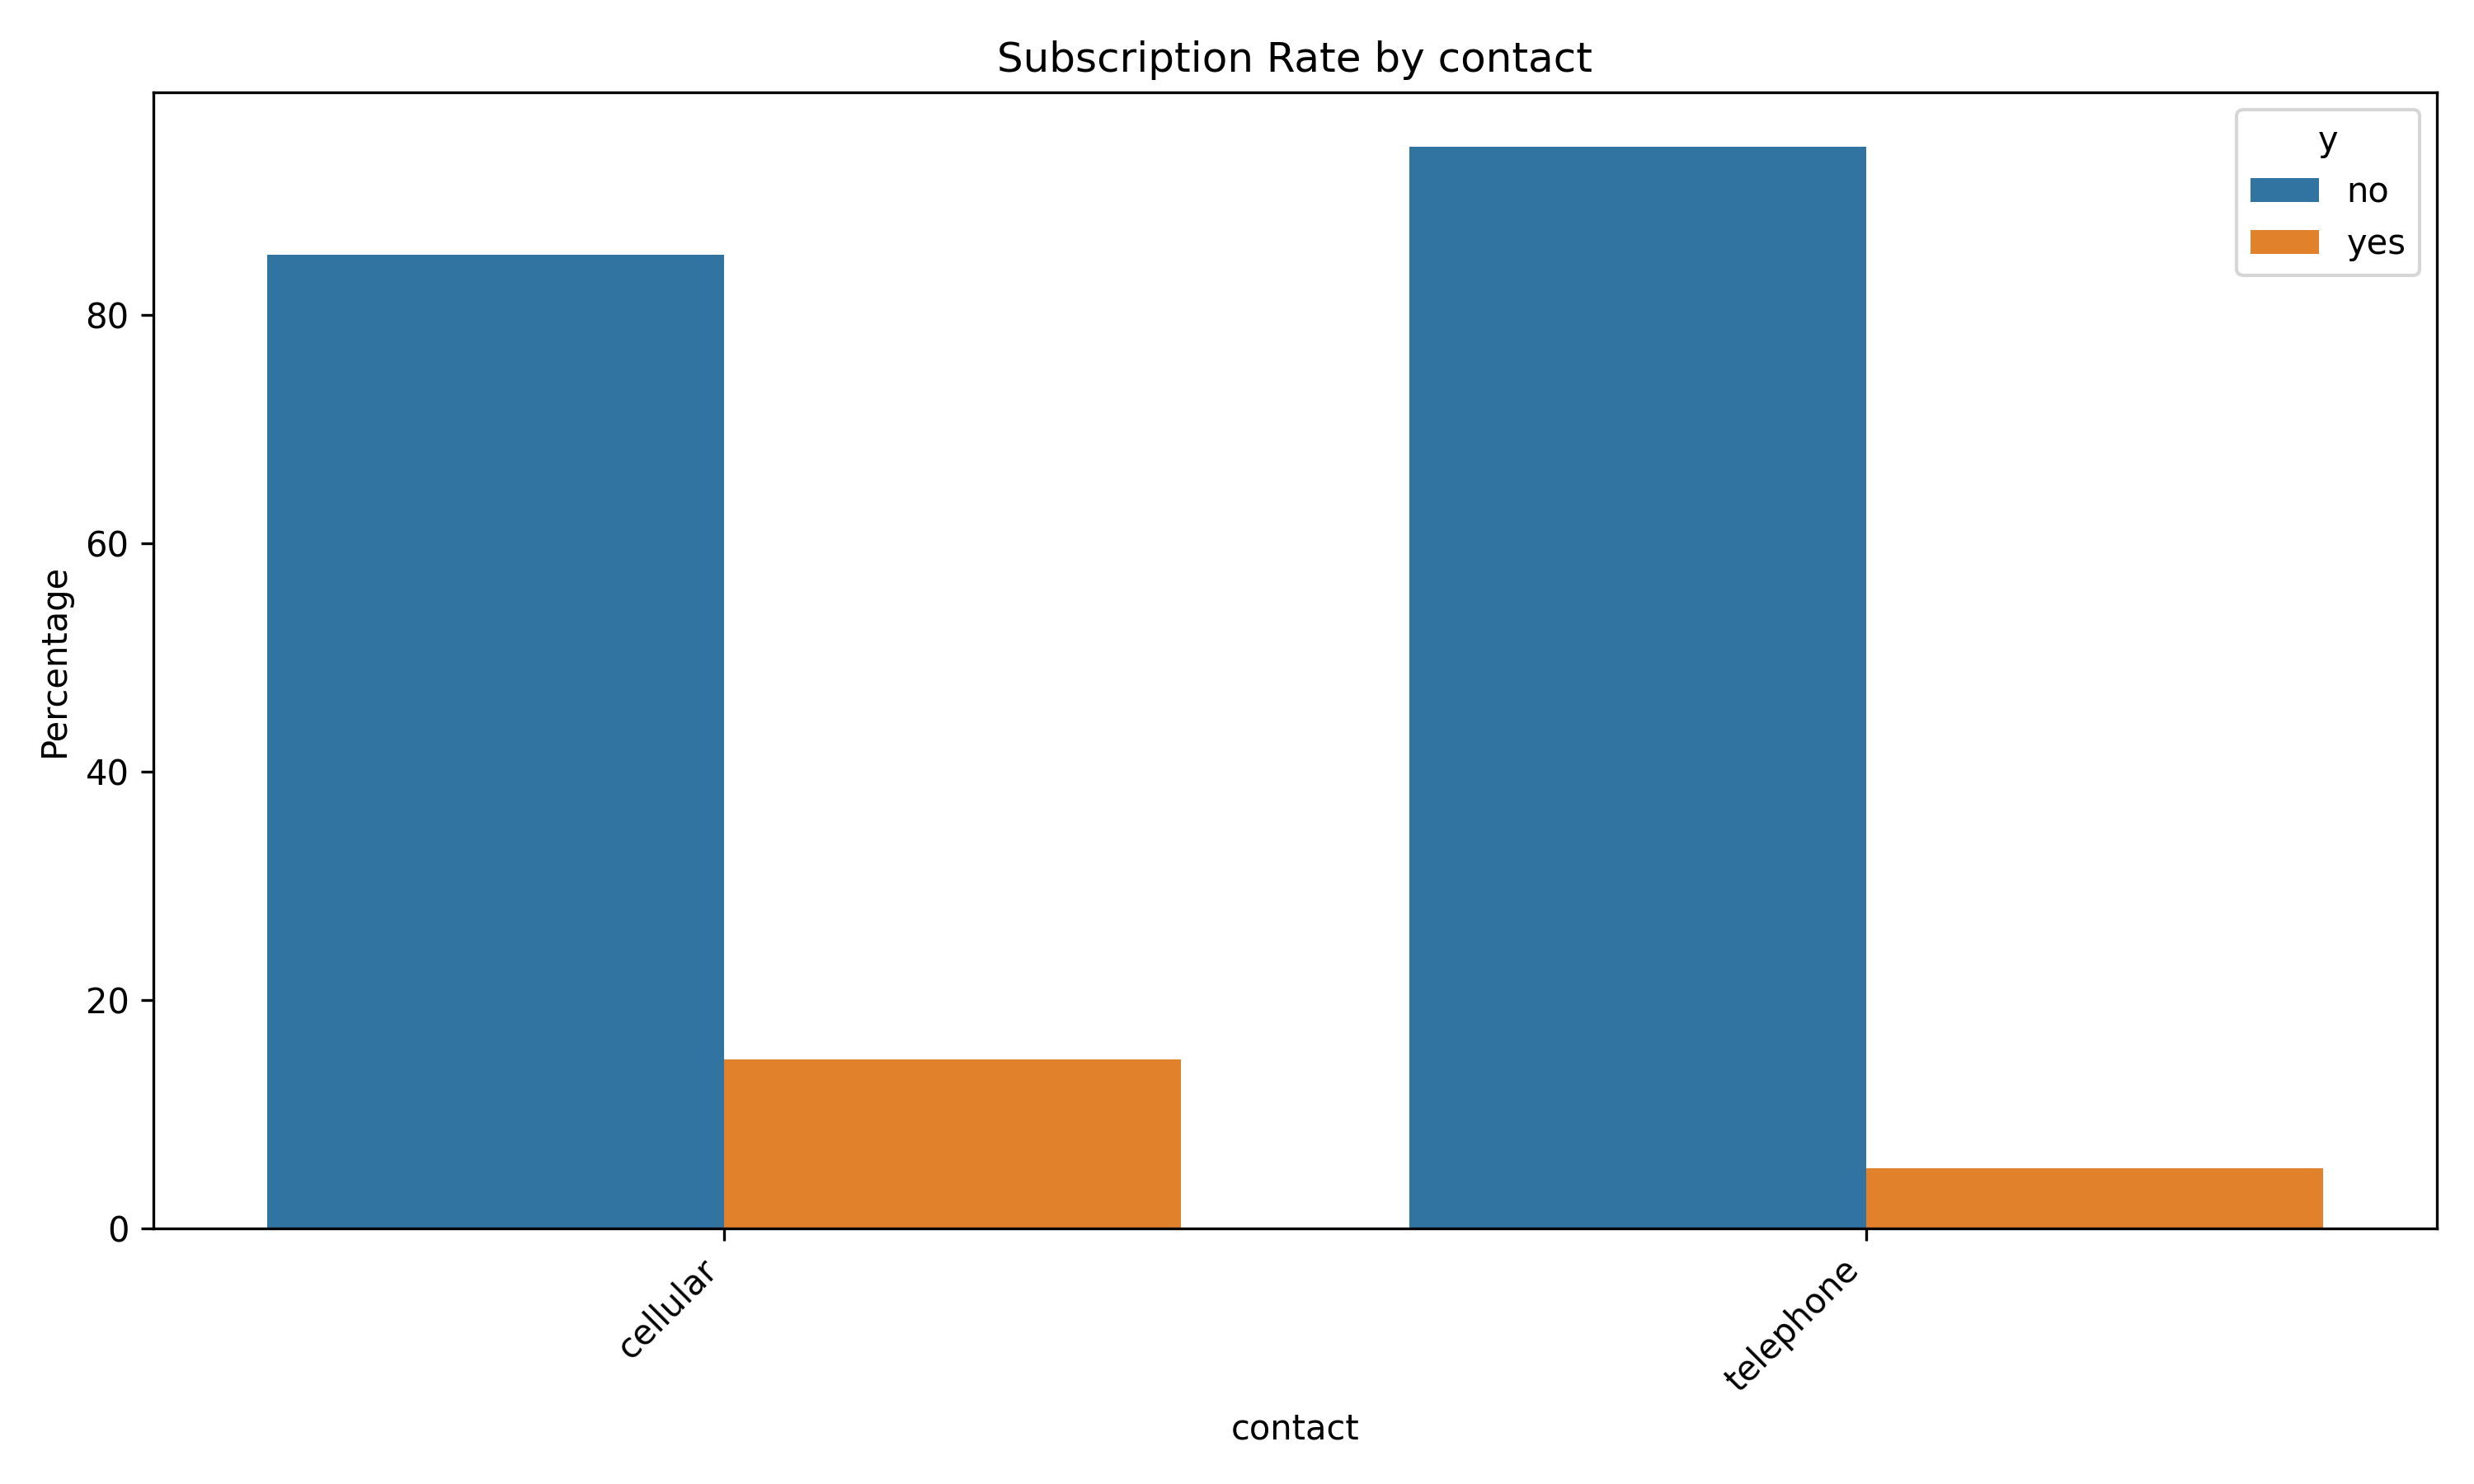 Subscription Rate by contact
y
no
yes
Percentage
80
60
40
20
0
cellular
telephone
contact